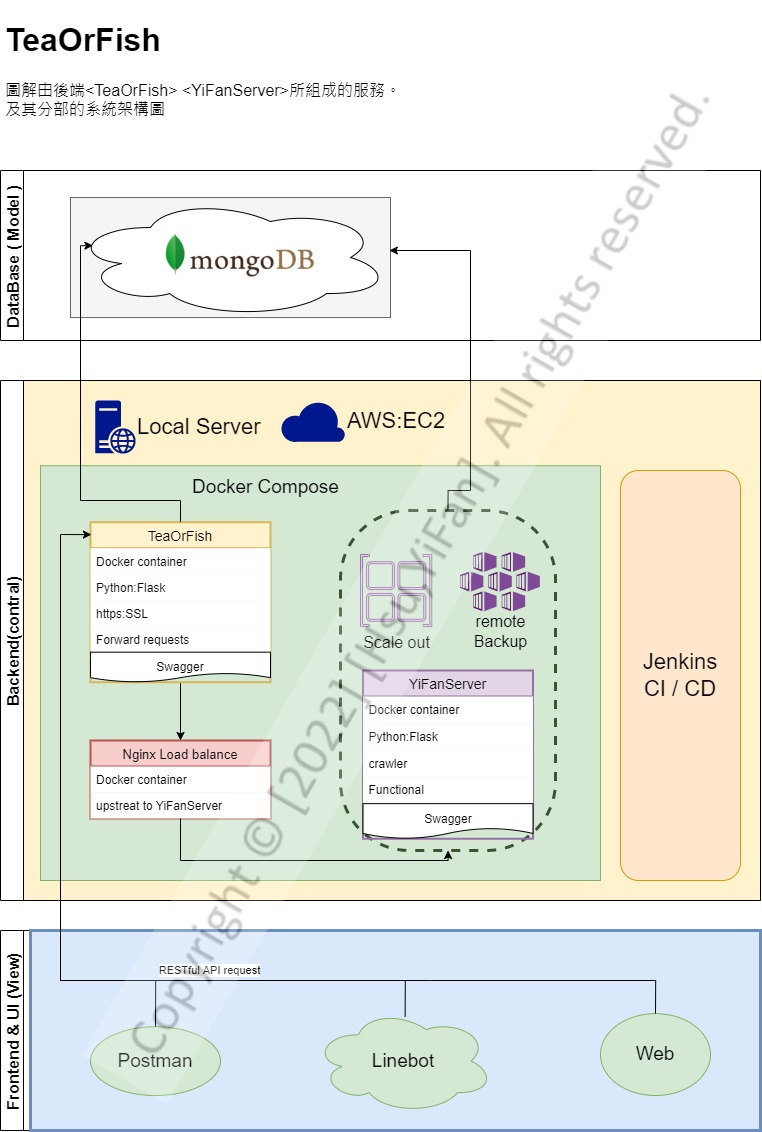 TeaOrFish
圖解由後端<TeaOrFish> <YiFanServer>所組成的服務。
及其分部的系統架構圖
DataBase ( Model )
mongoDB
Backend(contral)
Local Server
AWS:EC2
Docker Compose
TeaOrFish
Docker container
Python:Flask
https:SSL
Forward requests
Swagger
Nginx Load balance
Docker container
upstreat to YiFanServer
Scale out
remote
Backup
YiFanServer
Docker container
Python:Flask
crawler
Functional
Swagger
Jenkins
CI / CD
Frontend & UI (View)
RESTful API request
Postman
Linebot
Web
Copyright © [2022] [Hsu,YiFan]. All rights reserved.